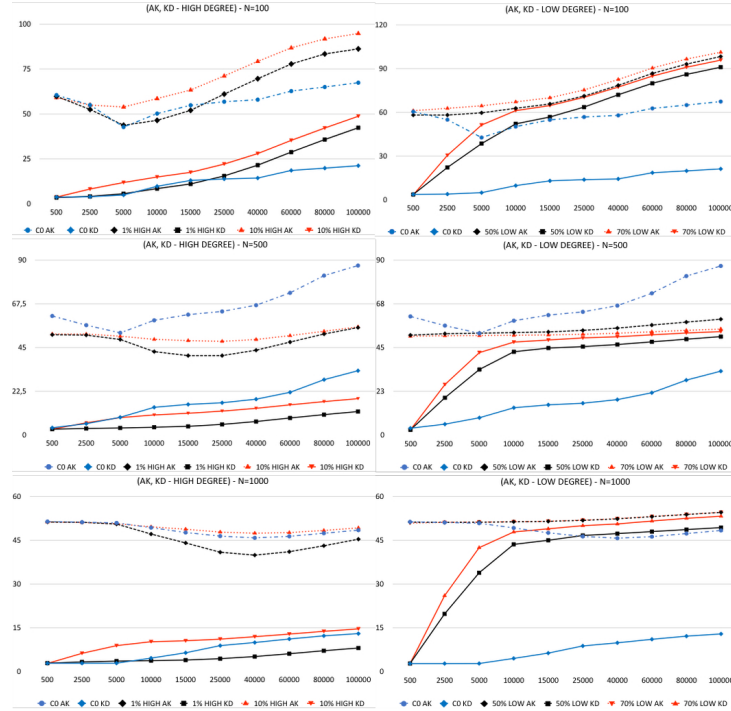 (AK, KD - HIGH DEGREE) - N=100
100
75
50
25
0
500 2500 5000 10000 15000 25000 40000 60000 80000 100000
C0 AK C0 KD 1% HIGH AK 1% HIGH KD 10% HIGH AK 10% HIGH KD
(AK, KD - LOW DEGREE) - N=100
120
90
60
30
0
500 2500 5000 10000 15000 25000 40000 60000 80000 100000
C0 AK C0 KD 50% LOW AK 50% LOW KD 70% LOW AK 70% LOW KD
(AK, KD - HIGH DEGREE) - N=500
90
67,5
45
22,5
0
500 2500 5000 10000 15000 25000 40000 60000 80000 100000
C0 AK C0 KD 1% HIGH AK 1% HIGH KD 10% HIGH AK 10% HIGH KD
(AK, KD - LOW DEGREE) - N=500
90
68
45
23
0
500 2500 5000 10000 15000 25000 40000 60000 80000 100000
C0 AK C0 KD 50% LOW AK 50% LOW KD 70% LOW AK 70% LOW KD
(AK, KD - HIGH DEGREE) - N=1000
60
45
30
15
0
500 2500 5000 10000 15000 25000 40000 60000 80000 100000
C0 AK C0 KD 1% HIGH AK 1% HIGH KD 10% HIGH AK 10% HIGH KD
(AK, KD - LOW DEGREE) - N=1000
60
45
30
15
0
500 2500 5000 10000 15000 25000 40000 60000 80000 100000
C0 AK C0 KD 50% LOW AK 50% LOW KD 70% LOW AK 70% LOW KD